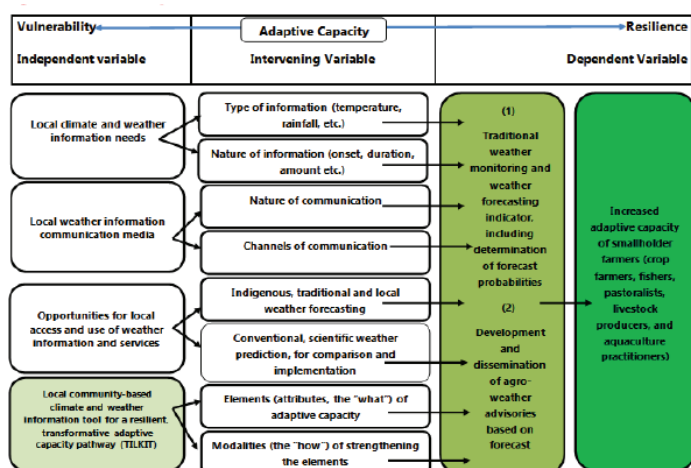 Vulnerability
Adaptive Capacity
Resilience
Independent variable
Intervening Variable
Dependent Variable
Local climate and weather
information needs
Type of information (temperature,
rainfall, etc.)
Nature of information (onset, duration,
amount etc.)
Local weather information
communication media
Nature of communication
Channels of communication
Opportunities for local
access and use of weather
information and services
Indigenous, traditional and local
weather forecasting
Conventional, scientific weather
prediction, for comparison and
implementation
Local community-based
climate and weather
information tool for a resilient,
transformative adaptive
capacity pathway (TILKIT)
Elements (attributes, the "what") of
adaptive capacity
Modalities (the "how") of strengthening
the elements
(1)
Traditional
weather
monitoring and
weather
forecasting
indicator,
including
determination
of forecast
probabilities
(2)
Development
and
dissemination
of agro-
weather
advisories
based on
forecast
Increased
adaptive capacity
of smallholder
farmers (crop
farmers, fishers,
pastoralists,
livestock
producers, and
aquaculture
practitioners)